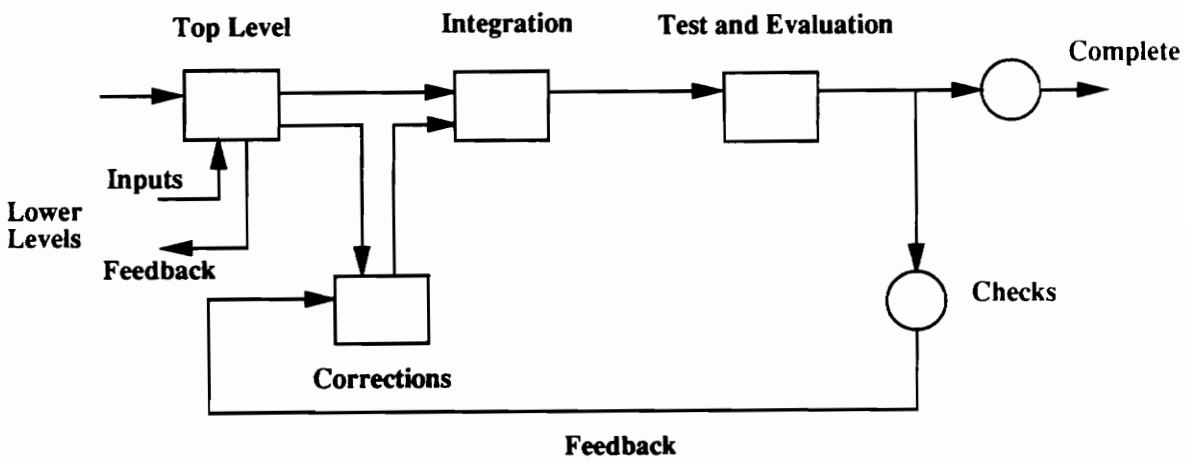 Top Level
Integration
Test and Evaluation
Complete
Inputs
Lower
Levels
Feedback
Checks
Corrections
Feedback